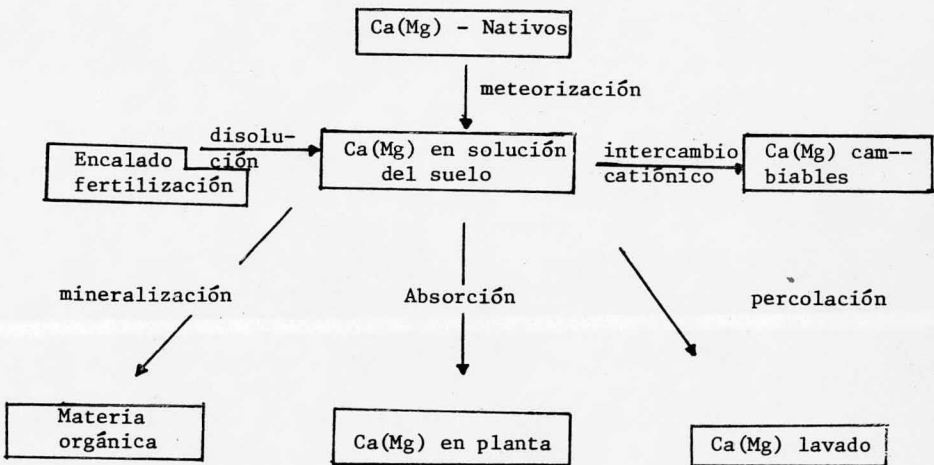 Ca(Mg) - Nativos
meteorización
disolu-
ción
Encalado
fertilización
Ca(Mg) en solución
del suelo
intercambio
catiónico
Ca(Mg) cam--
biables
mineralización
Absorción
percolación
Materia
orgánica
Ca(Mg) en planta
Ca(Mg) lavado